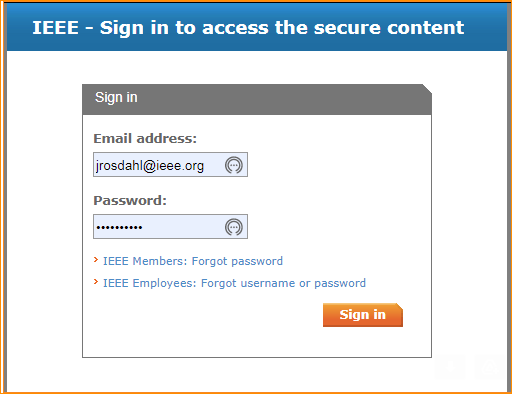 IEEE - Sign in to access the secure content
Sign in
Email address:
jrosdahl@ieee.org
Password:
••••••••••
IEEE Members: Forgot password
IEEE Employees: Forgot username or password
Sign in